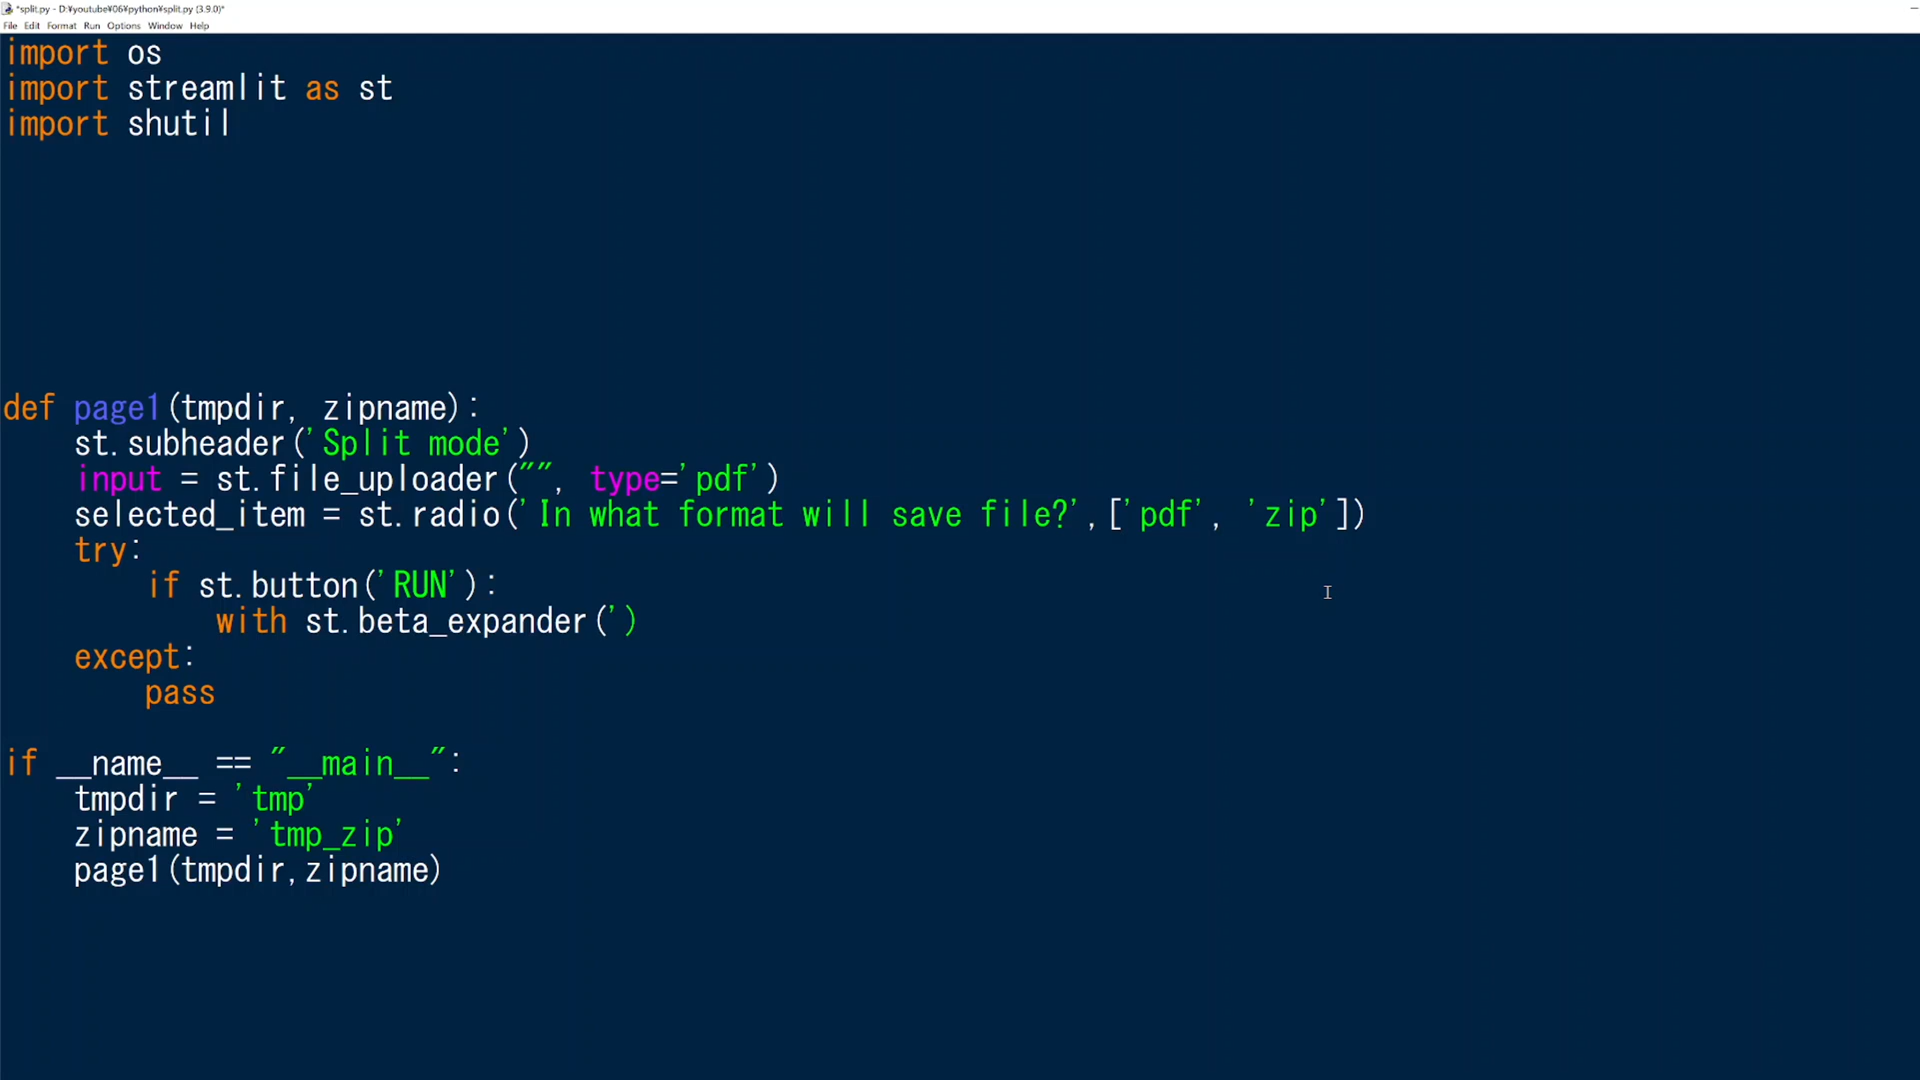 *split.py - D:¥youtube¥06¥python¥split.py (3.9.0)*
File Edit Format Run Options Window Help
import os
import streamlit as st
import shutil
def page1(tmpdir, zipname):
    st.subheader('Split mode')
    input = st.file_uploader("", type='pdf')
    selected_item = st.radio('In what format will save file?',['pdf', 'zip'])
    try:
        if st.button('RUN'):
            with st.beta_expander(')
    except:
        pass
if __name__ == "__main__":
    tmpdir = 'tmp'
    zipname = 'tmp_zip'
    page1(tmpdir,zipname)